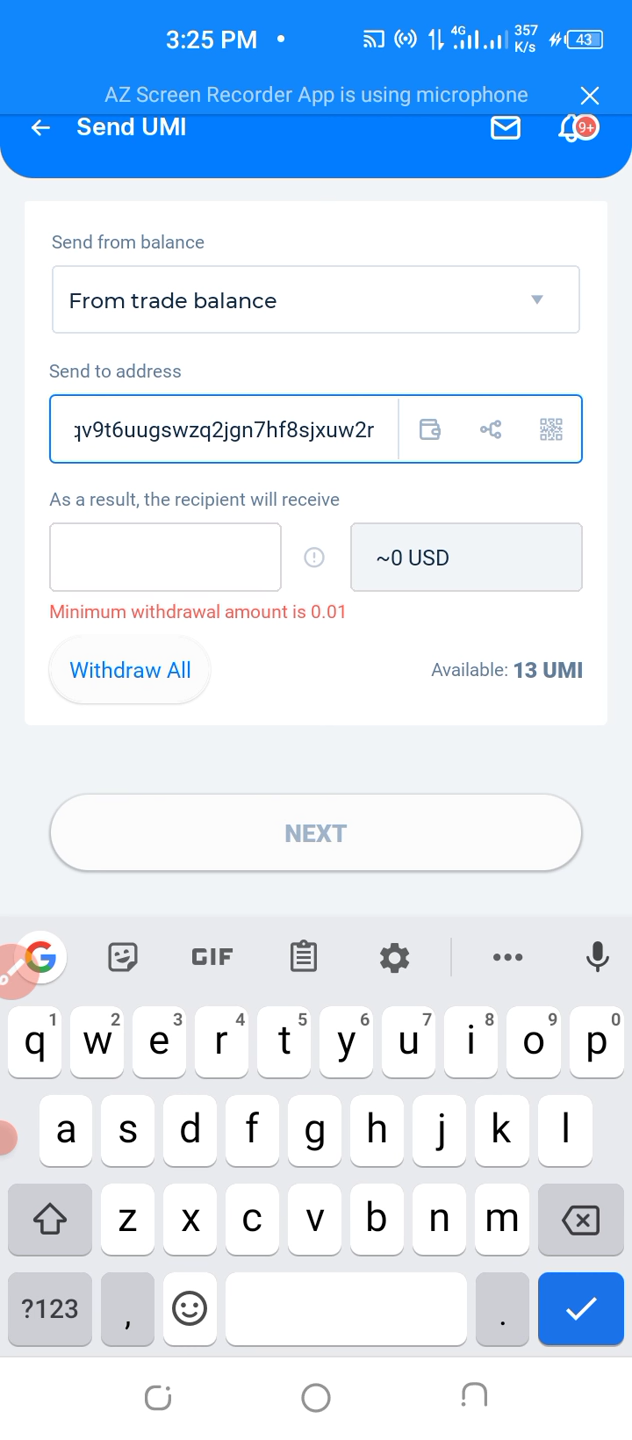 3:25 PM
4G
357
K/s
43
AZ Screen Recorder App is using microphone
Send UMI
9+
Send from balance
From trade balance
Send to address
qv9t6uugswzq2jgn7hf8sjxuw2r
As a result, the recipient will receive
~0 USD
Minimum withdrawal amount is 0.01
Withdraw All
Available: 13 UMI
NEXT
G GIF
q 1 w 2 e 3 r 4 t 5 y 6 u 7 i 8 o 9 p 0
a s d f g h j k l
z x c v b n m
?123 , .